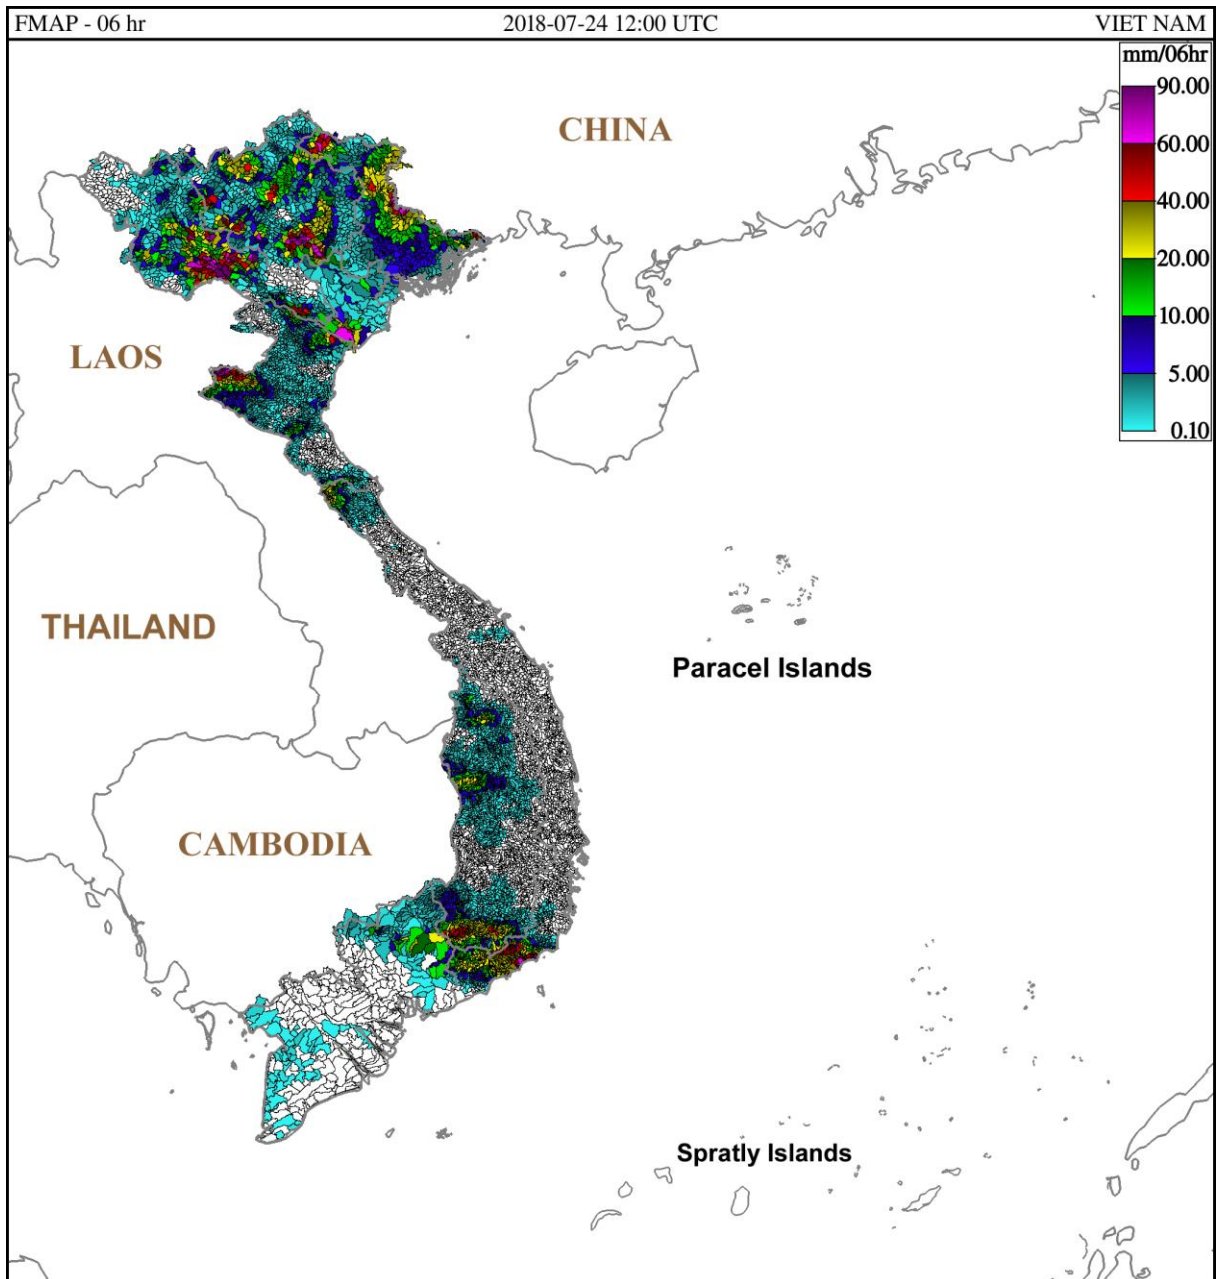 FMAP - 06 hr 2018-07-24 12:00 UTC VIET NAM
mm/06hr
90.00
CHINA
60.00
40.00
20.00
10.00
LAOS
5.00
0.10
THAILAND
Paracel Islands
CAMBODIA
Spratly Islands